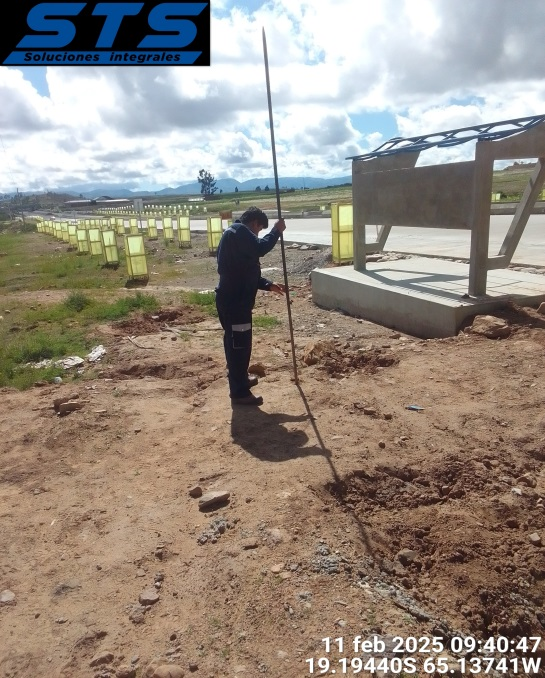 STS
Soluciones integrales
11 feb 2025 09:40:47
19.19440S 65.13741W